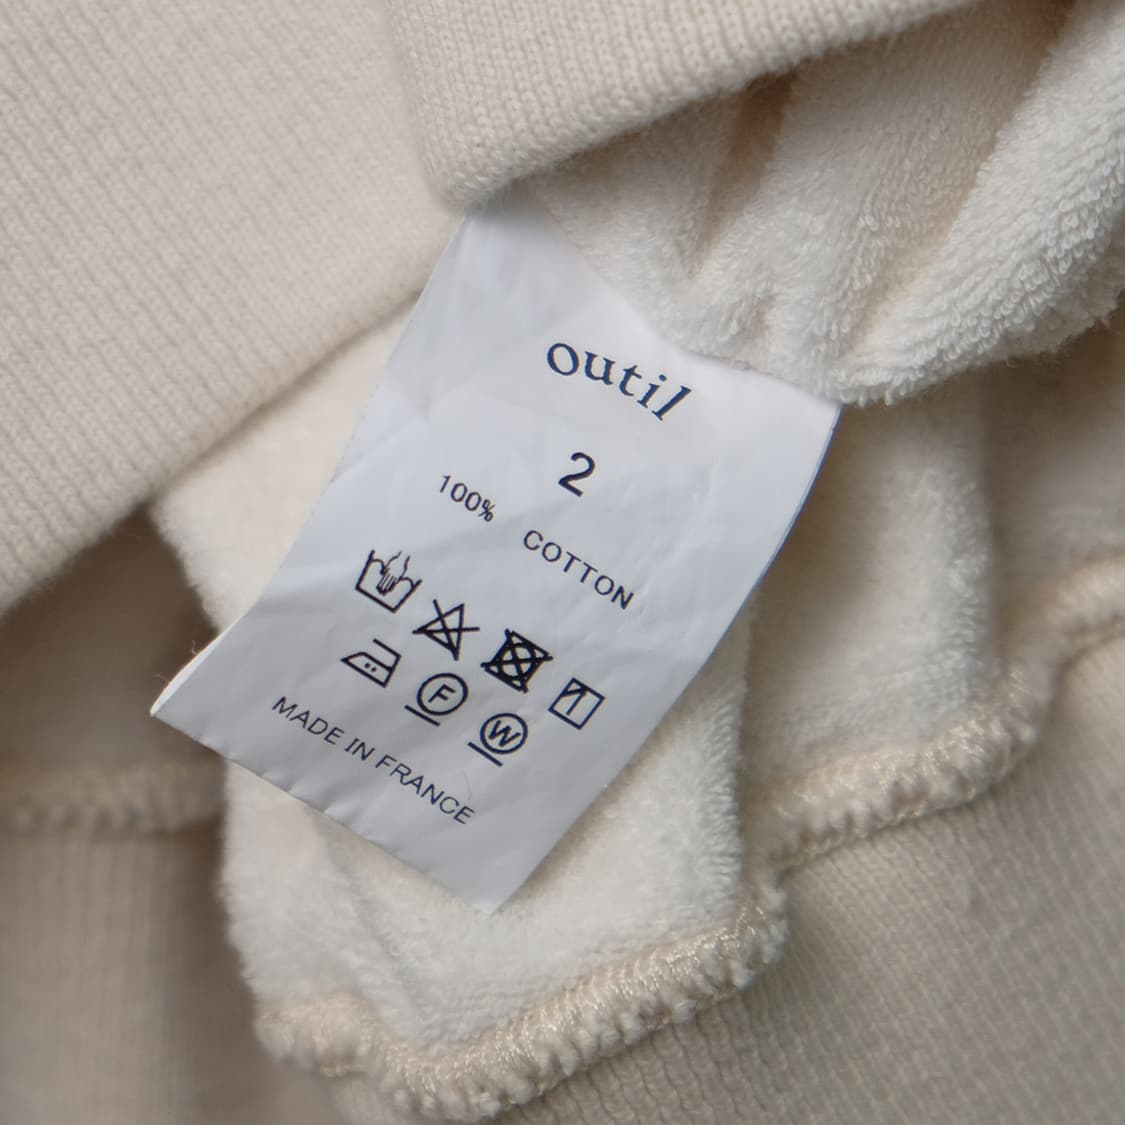 outil
2
100% COTTON
F
W
MADE IN FRANCE